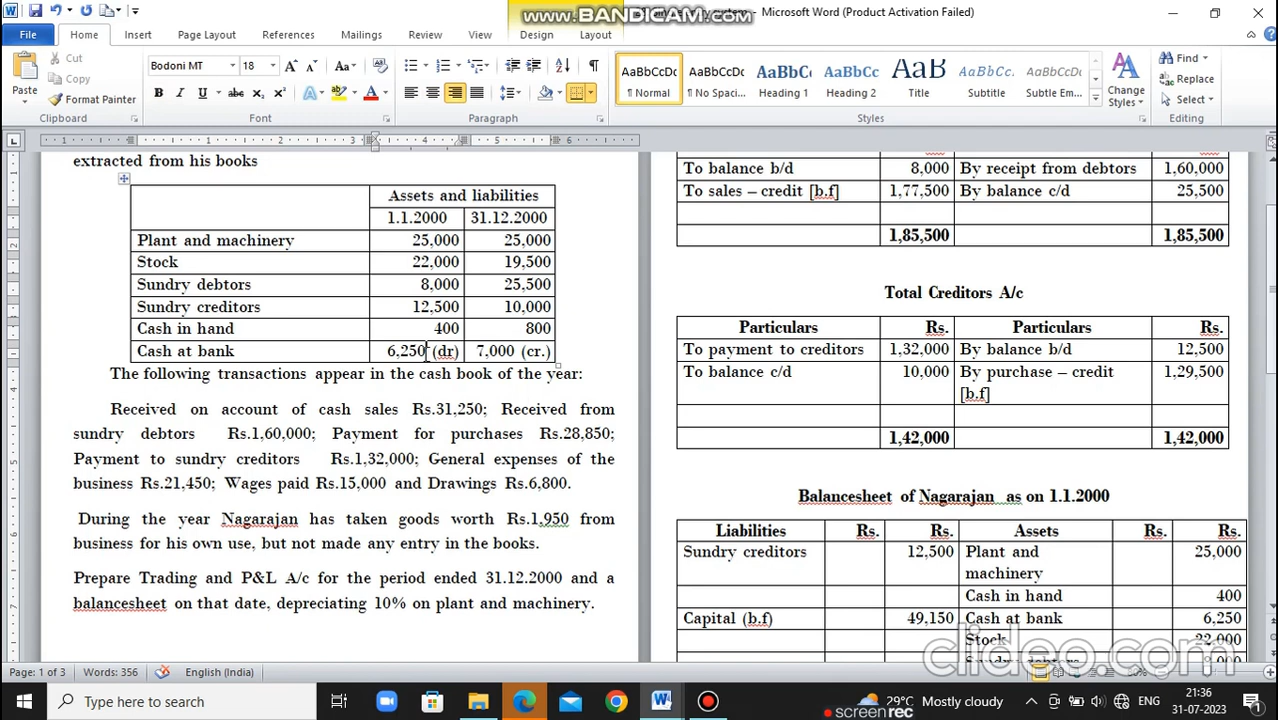 www.BANDICAM.com
Microsoft Word (Product Activation Failed)
File
Home
Insert
Page Layout
References
Mailings
Review
View
Design
Layout
Paste
Cut
Copy
Format Painter
Clipboard
Bodoni MT
18
Font
Paragraph
AaBbCcDc
¶ Normal
AaBbCcDc
¶ No Spaci...
AaBbC
Heading 1
AaBbCc
Heading 2
AaB
Title
AaBbCcL
Subtitle
AaBbCcDt
Subtle Em...
Styles
Change
Styles
Find
Replace
Select
Editing
extracted from his books
Assets and liabilities
1.1.2000 31.12.2000
Plant and machinery 25,000 25,000
Stock 22,000 19,500
Sundry debtors 8,000 25,500
Sundry creditors 12,500 10,000
Cash in hand 400 800
Cash at bank 6,250 (dr) 7,000 (cr.)
The following transactions appear in the cash book of the year:
Received on account of cash sales Rs.31,250; Received from
sundry debtors Rs.1,60,000; Payment for purchases Rs.28,850;
Payment to sundry creditors Rs.1,32,000; General expenses of the
business Rs.21,450; Wages paid Rs.15,000 and Drawings Rs.6,800.
During the year Nagarajan has taken goods worth Rs.1,950 from
business for his own use, but not made any entry in the books.
Prepare Trading and P&L A/c for the period ended 31.12.2000 and a
balancesheet on that date, depreciating 10% on plant and machinery.
To balance b/d 8,000 By receipt from debtors 1,60,000
To sales – credit [b.f] 1,77,500 By balance c/d 25,500
1,85,500 1,85,500
Total Creditors A/c
Particulars Rs. Particulars Rs.
To payment to creditors 1,32,000 By balance b/d 12,500
To balance c/d 10,000 By purchase – credit 1,29,500
[b.f]
1,42,000 1,42,000
Balancesheet of Nagarajan as on 1.1.2000
Liabilities Rs. Rs. Assets Rs. Rs.
Sundry creditors 12,500 Plant and 25,000
machinery
Cash in hand 400
Capital (b.f) 49,150 Cash at bank 6,250
Stock 22,000
Sundry debtors 8,000
clideo.com
Page: 1 of 3
Words: 356
English (India)
Type here to search
29°C Mostly cloudy
ENG
21:36
31-07-2023
screen rec